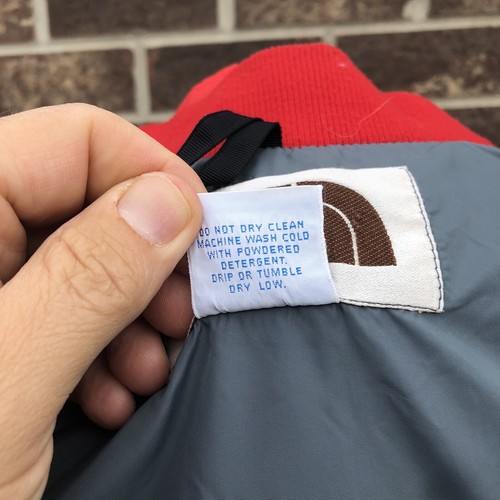 DO NOT DRY CLEAN
MACHINE WASH COLD
WITH POWDERED
DETERGENT.
DRIP OR TUMBLE
DRY LOW.